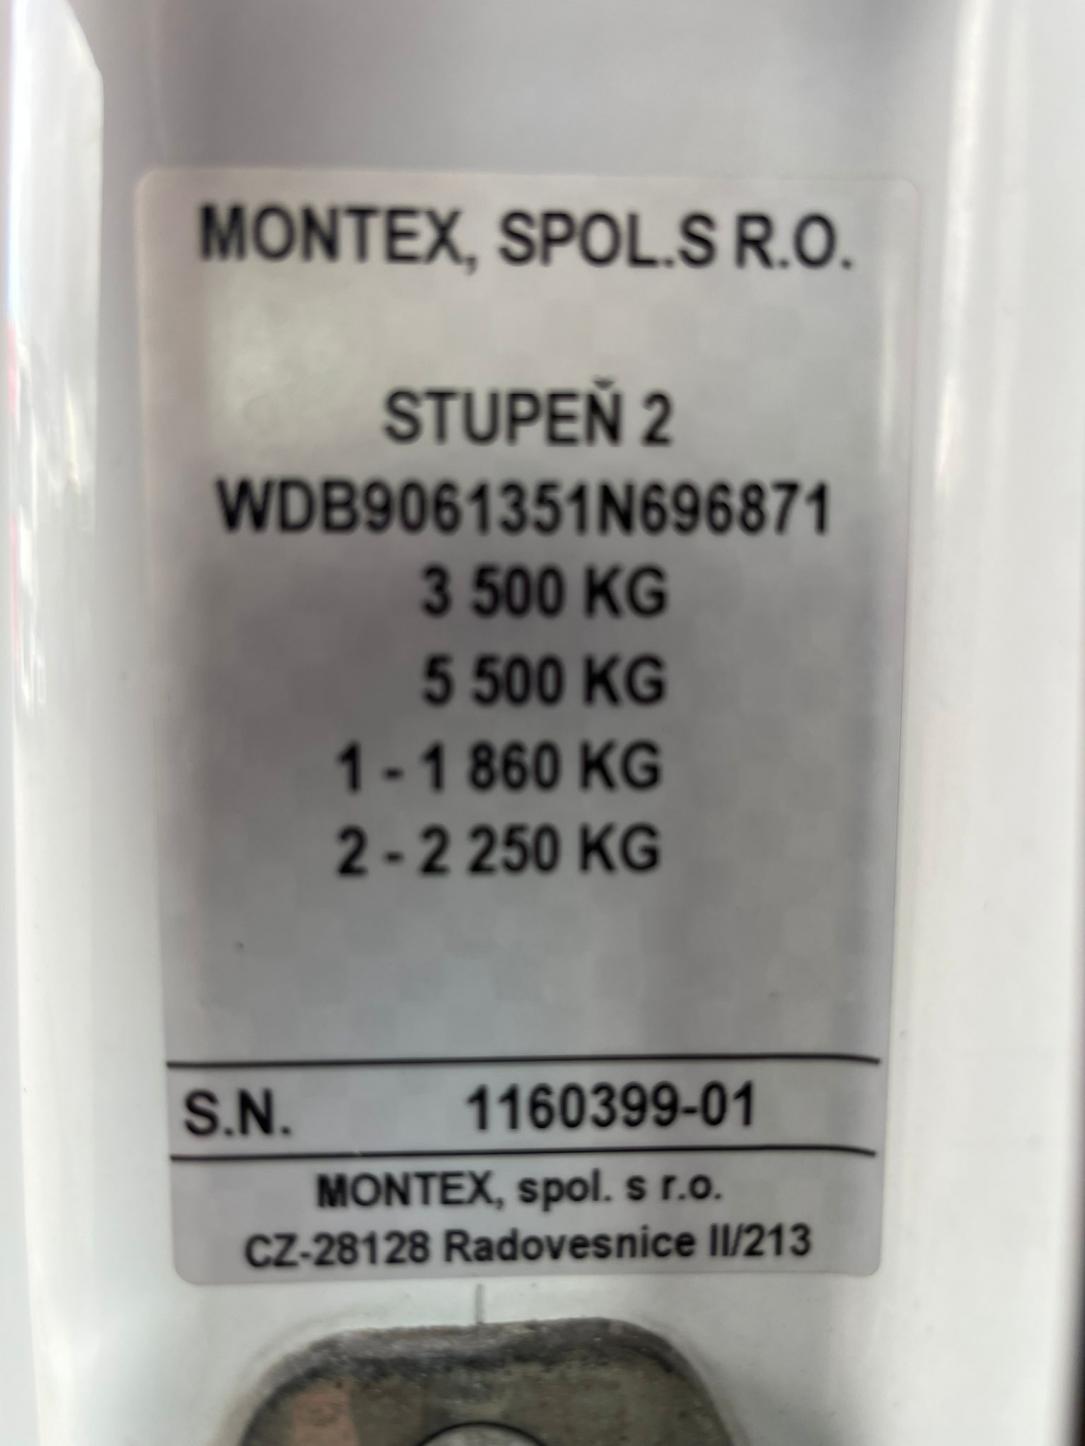 MONTEX, SPOL.S R.O.
STUPEŇ 2
WDB9061351N696871
3 500 KG
5 500 KG
1 - 1 860 KG
2 - 2 250 KG
S.N. 1160399-01
MONTEX, spol. s r.o.
CZ-28128 Radovesnice II/213